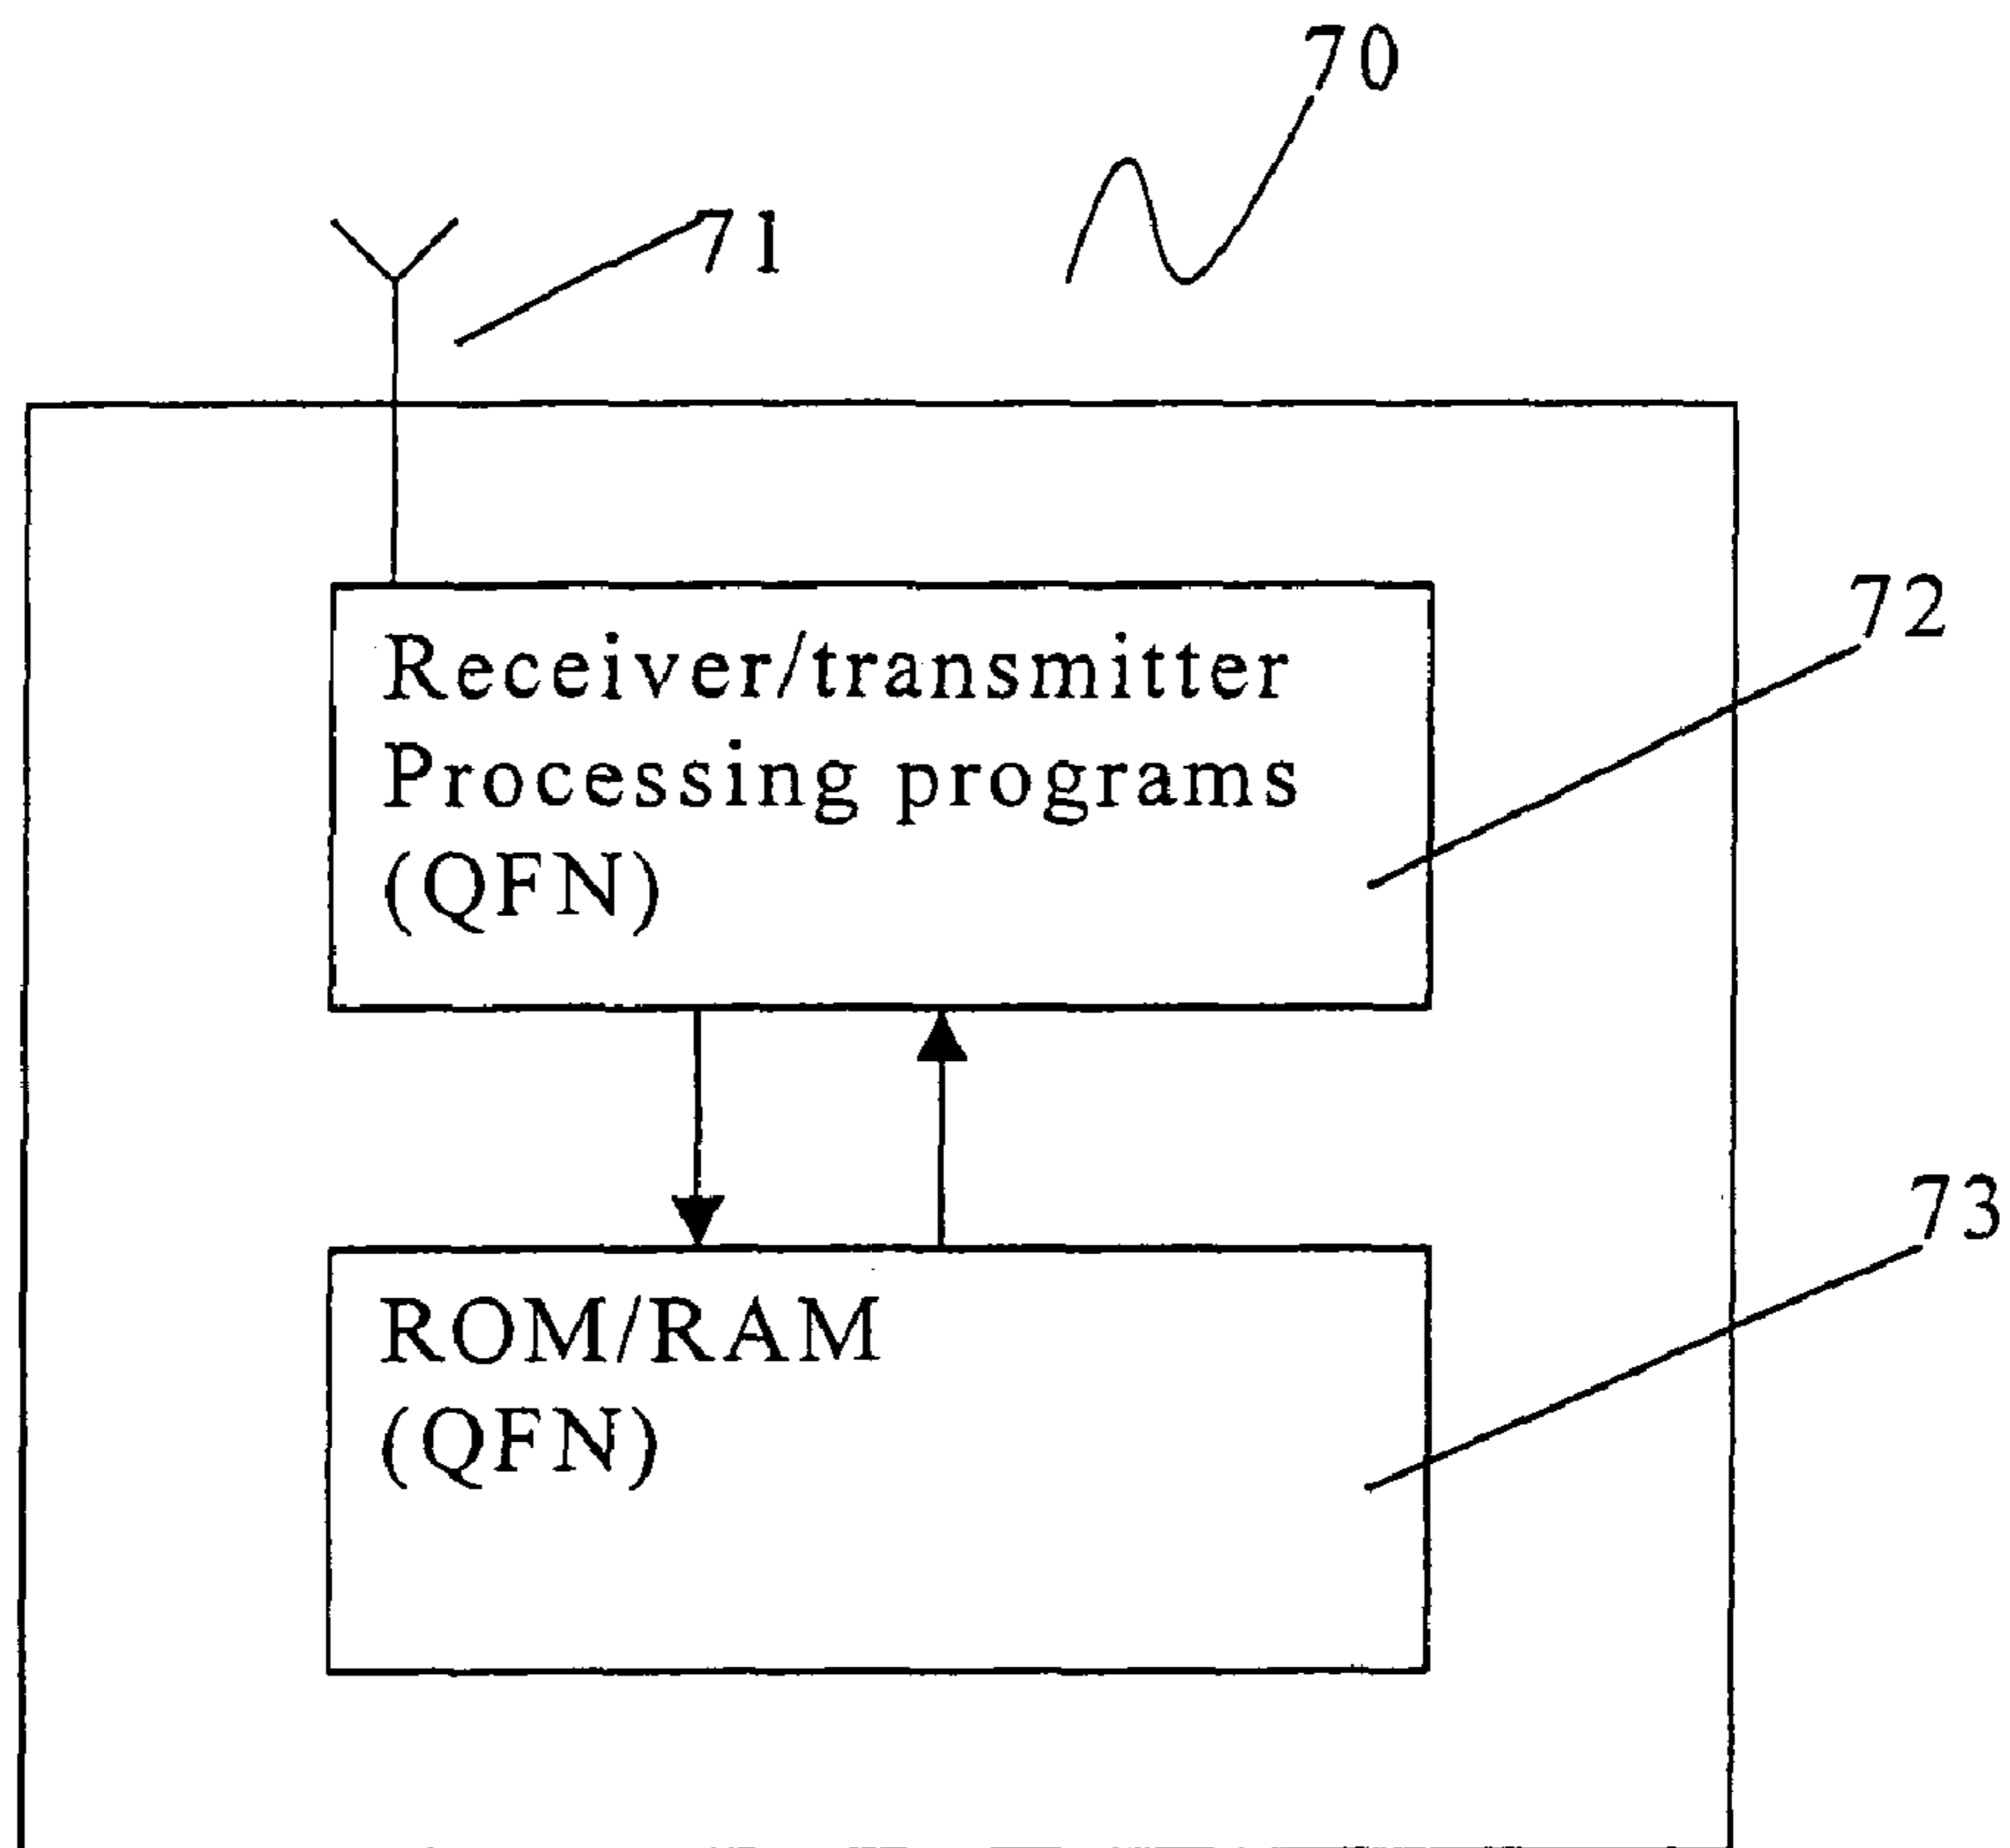 70
71
72
Receiver/transmitter
Processing programs
(QFN)
73
ROM/RAM
(QFN)